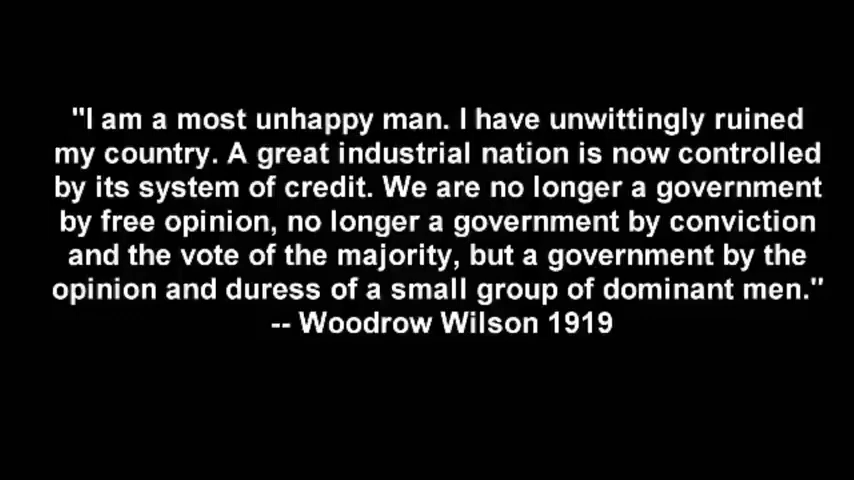 "I am a most unhappy man. I have unwittingly ruined
my country. A great industrial nation is now controlled
by its system of credit. We are no longer a government
by free opinion, no longer a government by conviction
and the vote of the majority, but a government by the
opinion and duress of a small group of dominant men."
-- Woodrow Wilson 1919